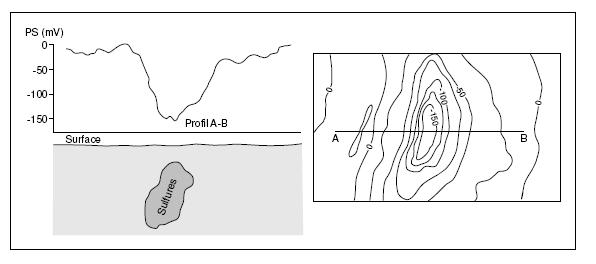 PS (mV)
0
-50
-100
-150
Profil A-B
Surface
Sulfures
0
-50
-100
-150
0
0
A
B